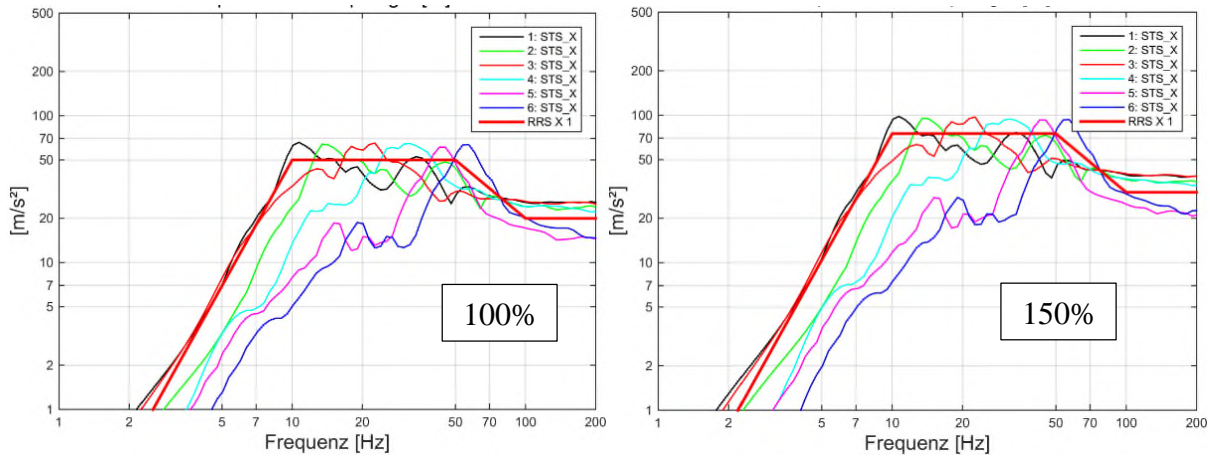 500
200
100
70
50
20
10
7
5
2
1
[m/s²]
1 2 5 7 10 20 50 70 100 200
Frequenz [Hz]
1: STS_X
2: STS_X
3: STS_X
4: STS_X
5: STS_X
6: STS_X
RRS X 1
100%
500
200
100
70
50
20
10
7
5
2
1
[m/s²]
1 2 5 7 10 20 50 70 100 200
Frequenz [Hz]
1: STS_X
2: STS_X
3: STS_X
4: STS_X
5: STS_X
6: STS_X
RRS X 1
150%